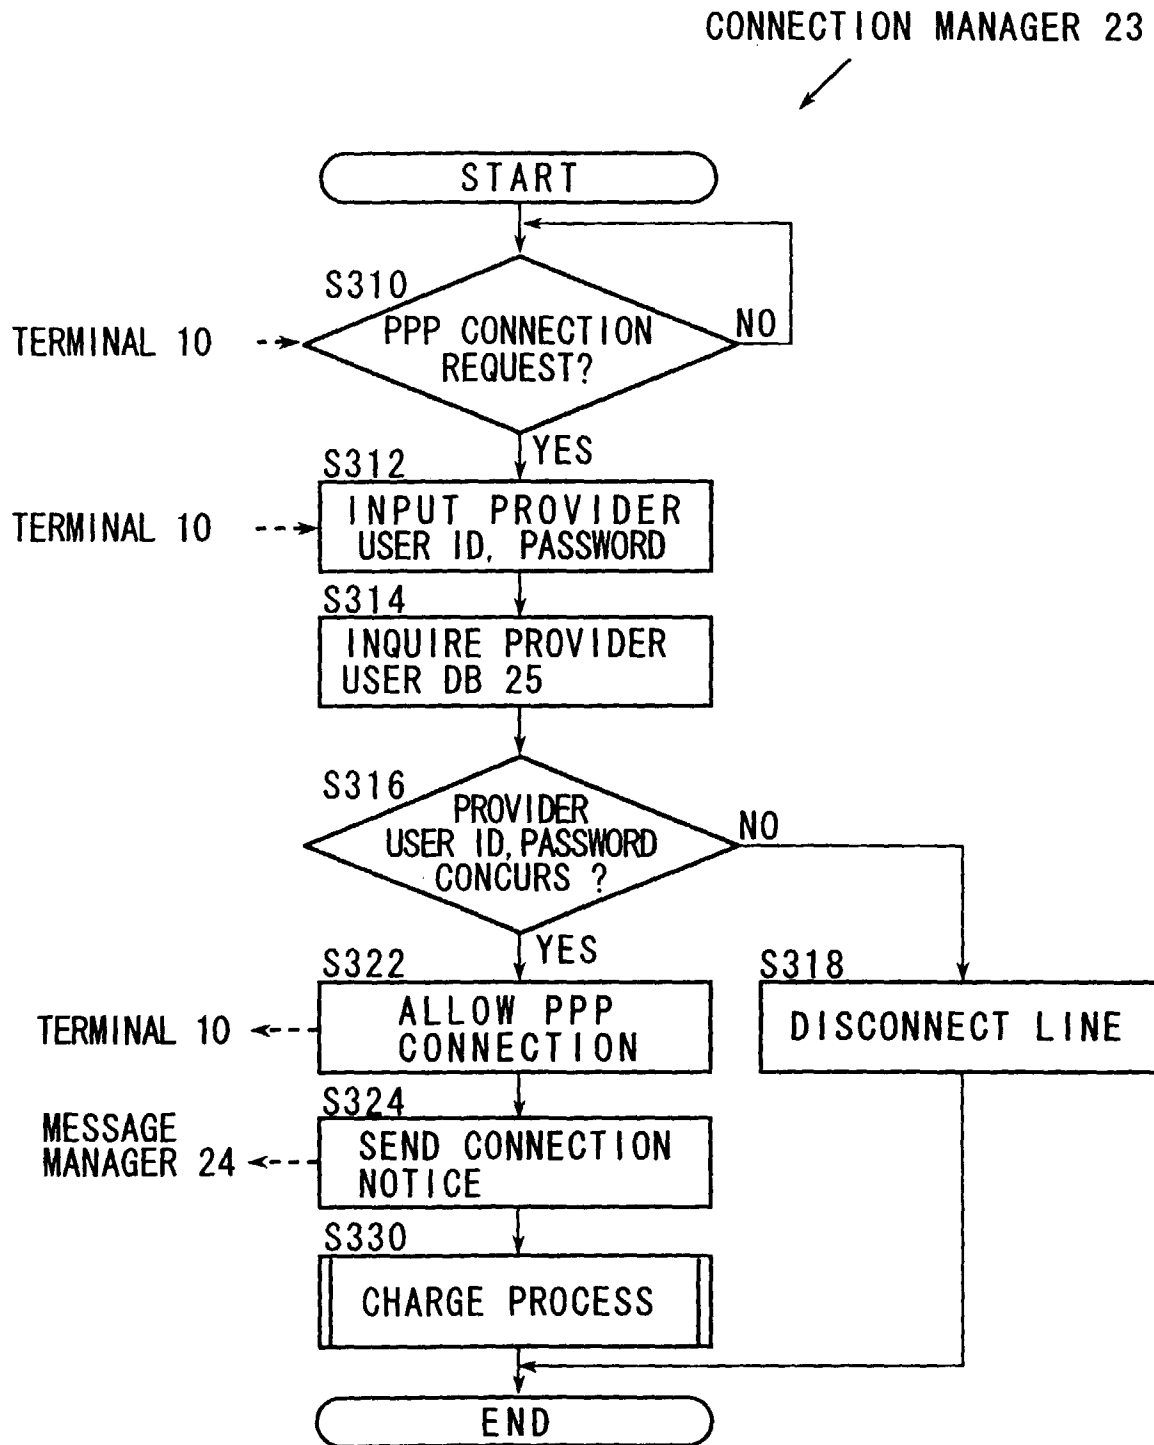 CONNECTION MANAGER 23
START
S310
PPP CONNECTION
REQUEST?
NO
TERMINAL 10
YES
S312
INPUT PROVIDER
USER ID, PASSWORD
TERMINAL 10
S314
INQUIRE PROVIDER
USER DB 25
S316
PROVIDER
USER ID, PASSWORD
CONCURS ?
NO
YES
S322
ALLOW PPP
CONNECTION
TERMINAL 10
S318
DISCONNECT LINE
S324
SEND CONNECTION
NOTICE
MESSAGE
MANAGER 24
S330
CHARGE PROCESS
END